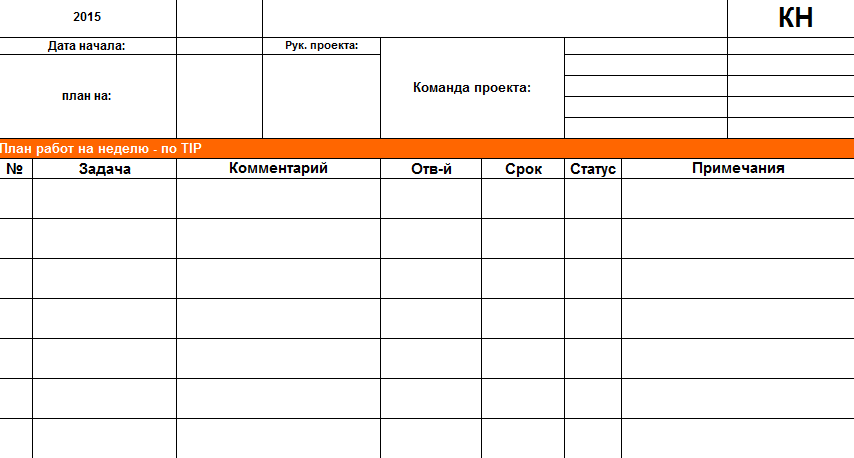 2015
КН
Дата начала:
Рук. проекта:
Команда проекта:
план на:
План работ на неделю - по TIP
№ Задача Комментарий Отв-й Срок Статус Примечания